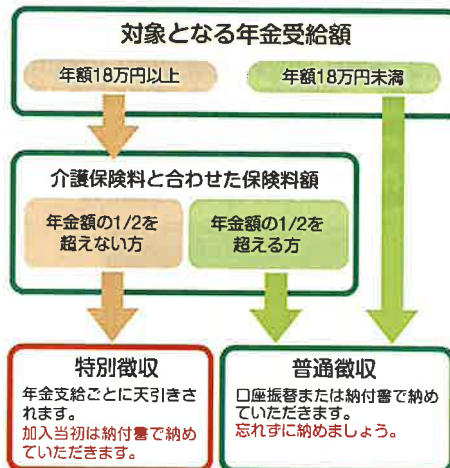 対象となる年金受給額
年額18万円以上
年額18万円未満
介護保険料と合わせた保険料額
年金額の1/2を
超えない方
年金額の1/2を
超える方
特別徴収
年金支給ごとに天引きさ
れます。
加入当初は納付書で納め
ていただきます。
普通徴収
口座振替または納付書で納め
ていただきます。
忘れずに納めましょう。